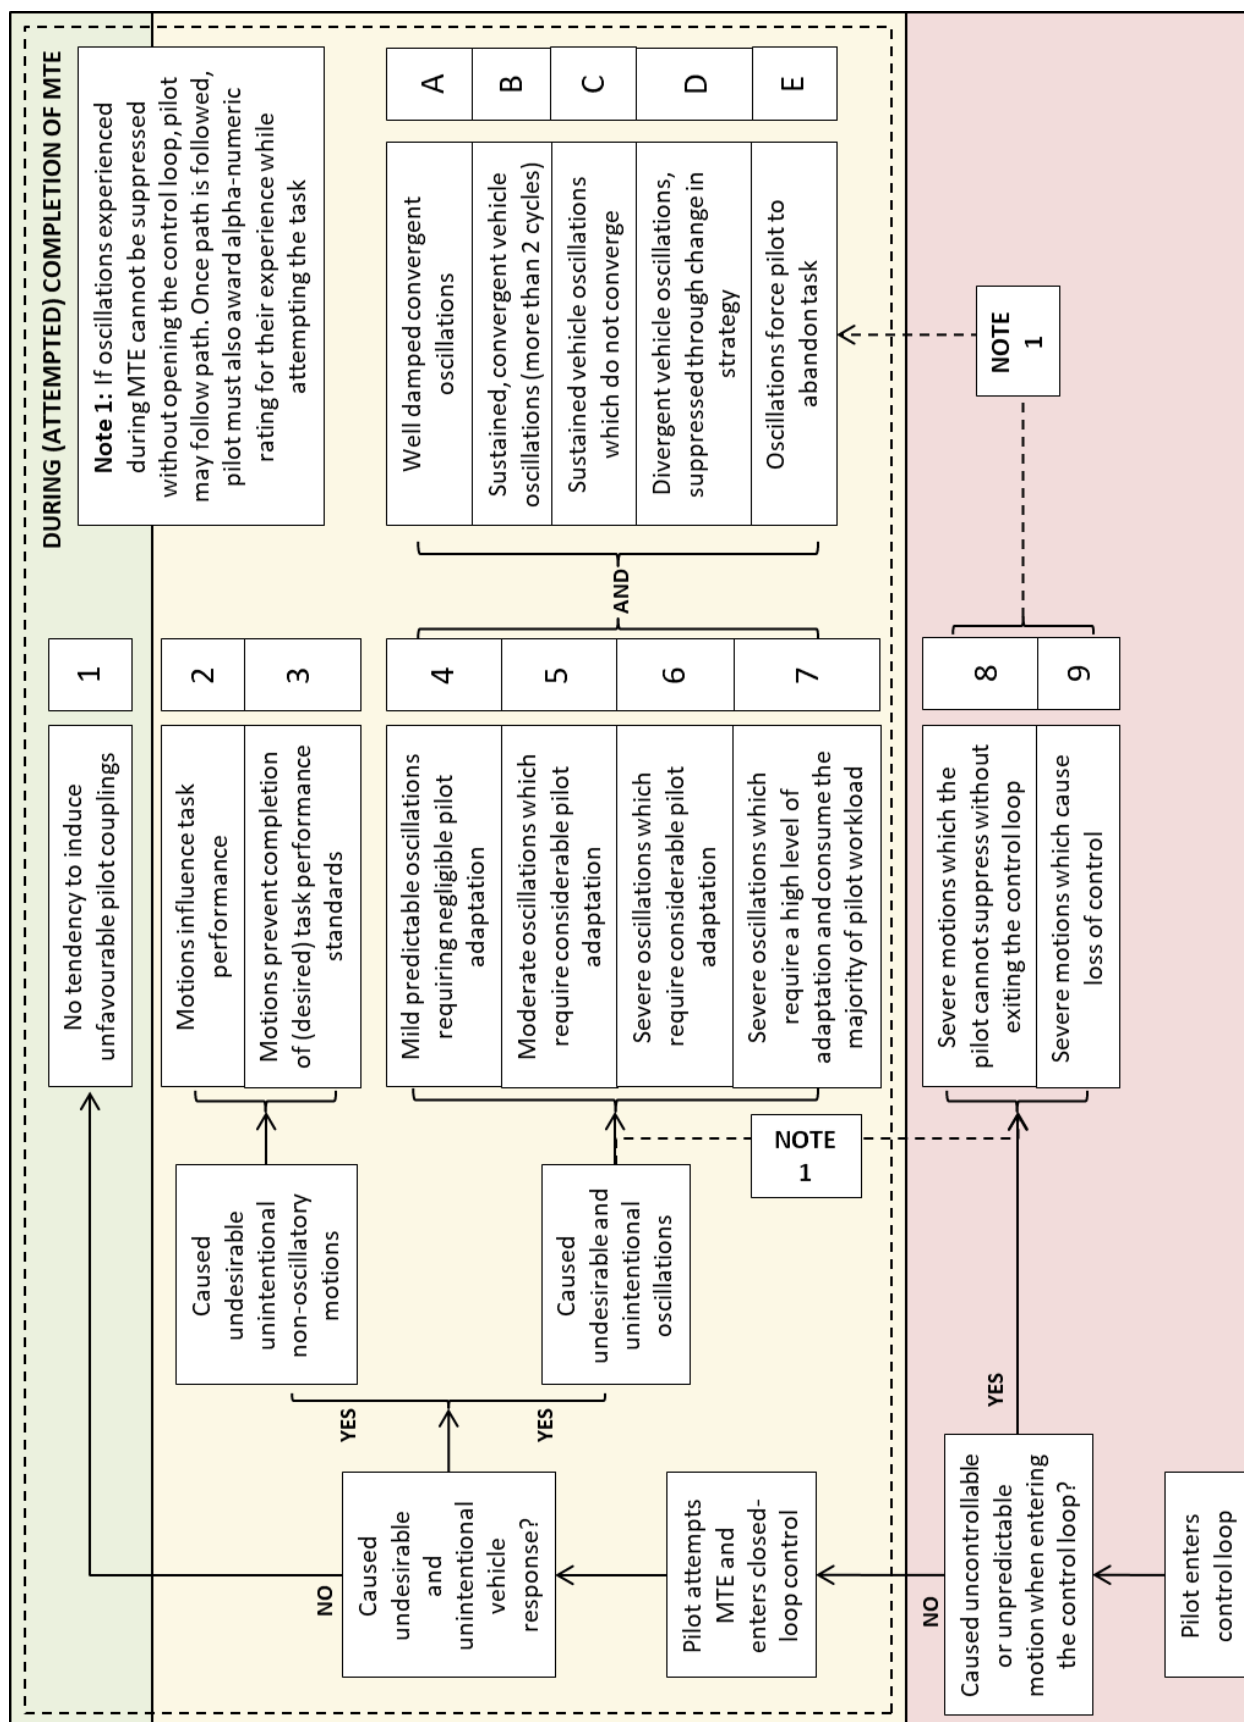 DURING (ATTEMPTED) COMPLETION OF MTE
No tendency to induce
unfavourable pilot couplings
1
Note 1: If oscillations experienced
during MTE cannot be suppressed
without opening the control loop, pilot
may follow path. Once path is followed,
pilot must also award alpha-numeric
rating for their experience while
attempting the task
Caused
undesirable
unintentional
non-oscillatory
motions
Motions influence task
performance
2
Motions prevent completion
of (desired) task performance
standards
3
NO
Caused
undesirable
and
unintentional
vehicle
response?
YES
YES
Caused
undesirable and
unintentional
oscillations
Mild predictable oscillations
requiring negligible pilot
adaptation
4
Moderate oscillations which
require considerable pilot
adaptation
5
Severe oscillations which
require considerable pilot
adaptation
6
Severe oscillations which
require a high level of
adaptation and consume the
majority of pilot workload
7
AND
Well damped convergent
oscillations
A
Sustained, convergent vehicle
oscillations (more than 2 cycles)
B
Sustained vehicle oscillations
which do not converge
C
Divergent vehicle oscillations,
suppressed through change in
strategy
D
Oscillations force pilot to
abandon task
E
Pilot attempts
MTE and
enters closed-
loop control
NOTE
1
NO
Caused uncontrollable
or unpredictable
motion when entering
the control loop?
YES
Severe motions which the
pilot cannot suppress without
exiting the control loop
8
Severe motions which cause
loss of control
9
NOTE
1
Pilot enters
control loop